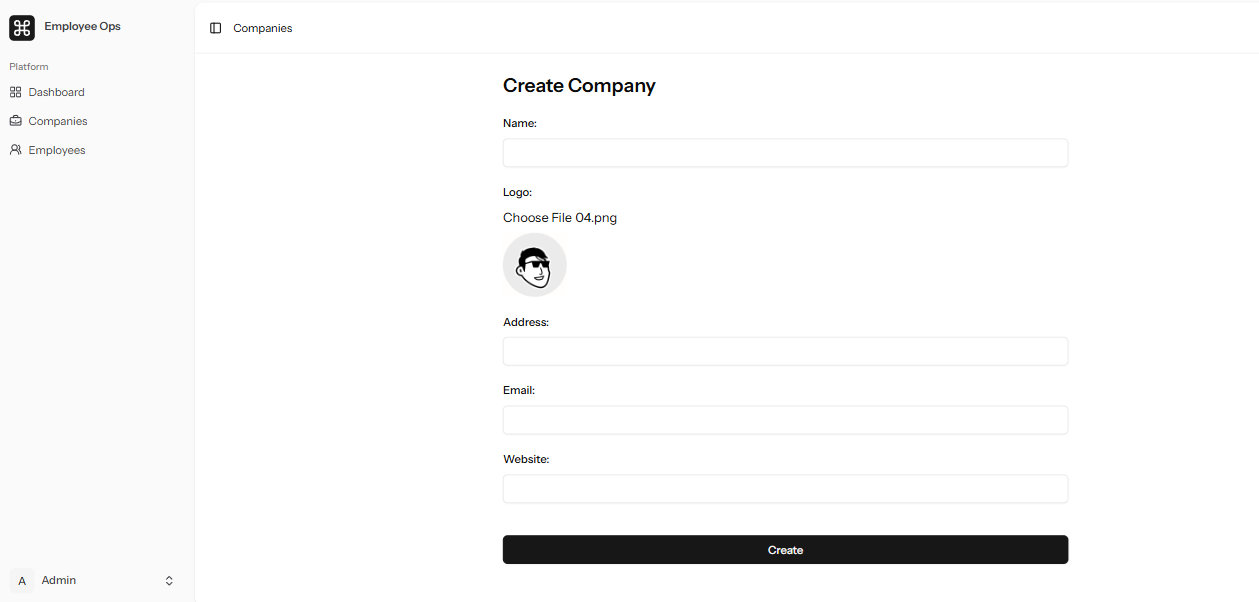 Employee Ops
Platform
Dashboard
Companies
Employees
A Admin
Companies
Create Company
Name:
Logo:
Choose File 04.png
Address:
Email:
Website:
Create